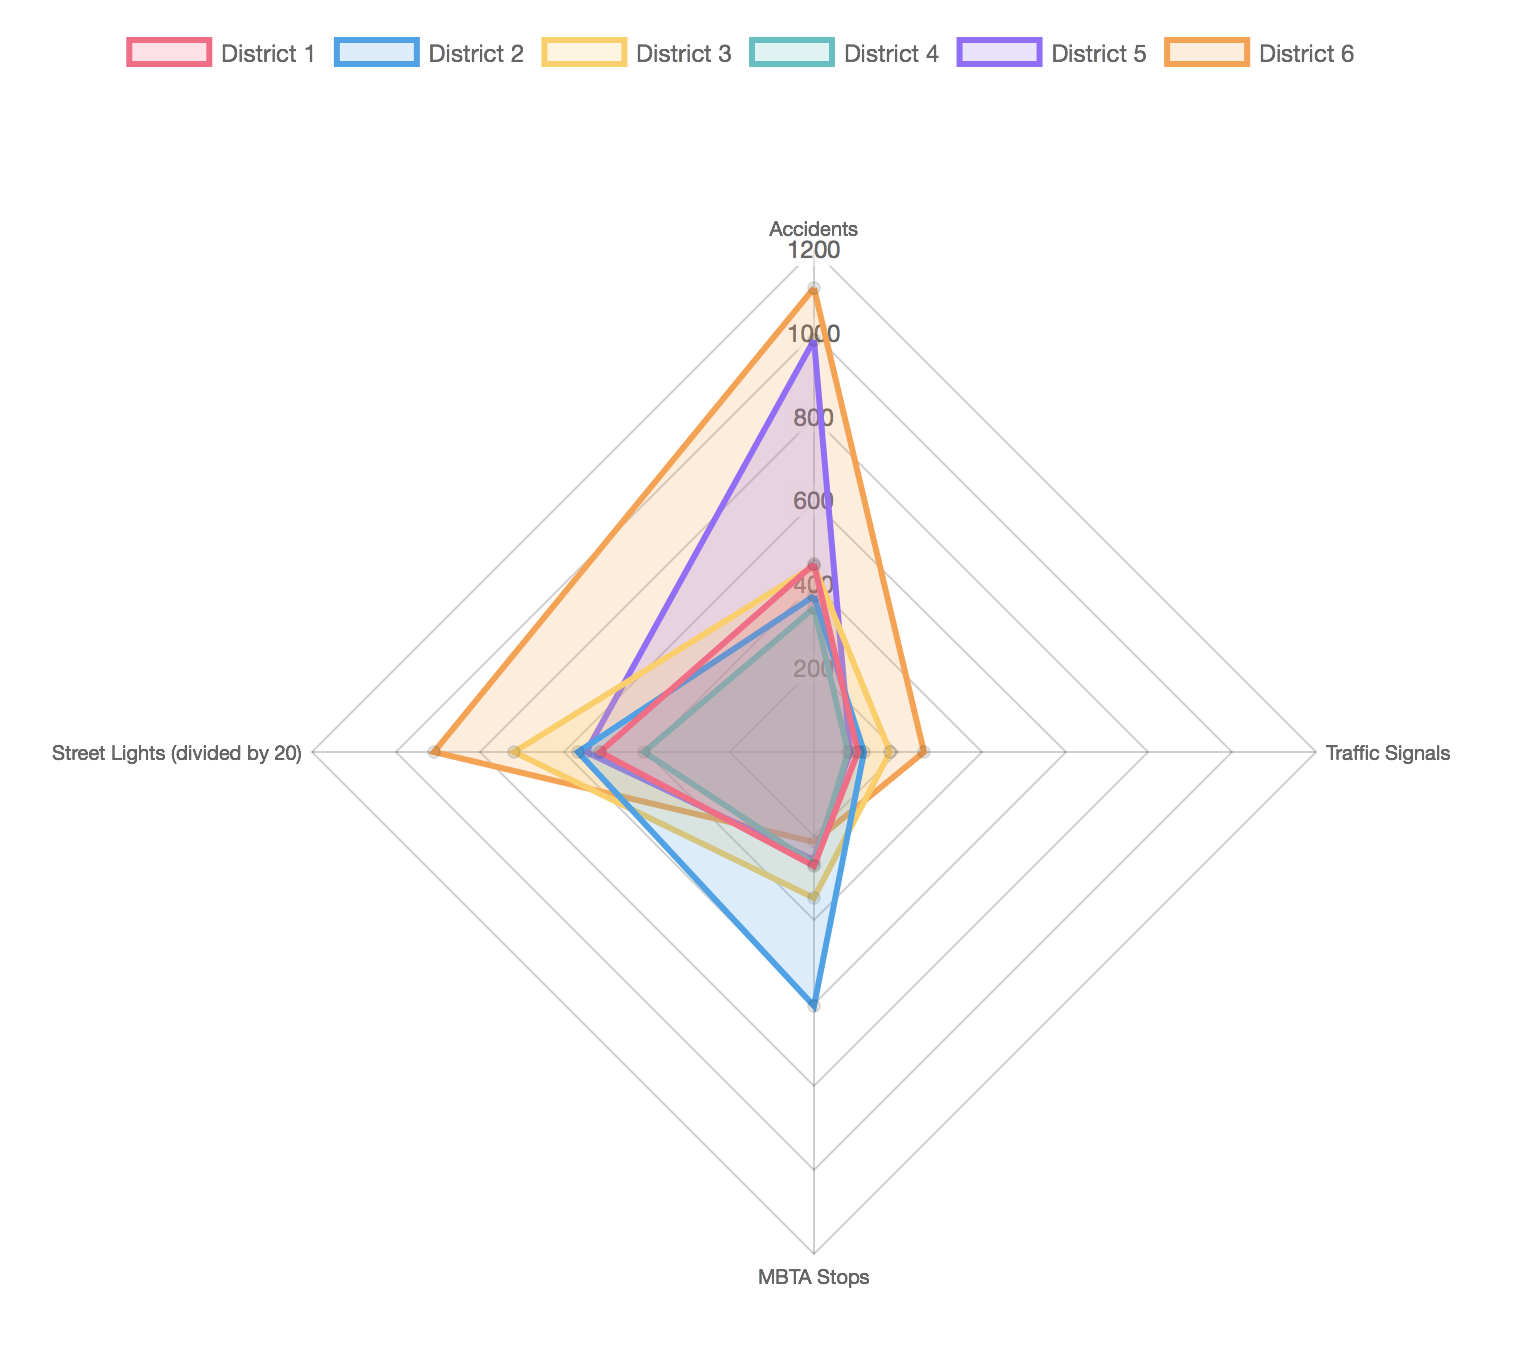 District 1 District 2 District 3 District 4 District 5 District 6
Accidents
1200
1000
800
600
400
200
Street Lights (divided by 20)
Traffic Signals
MBTA Stops